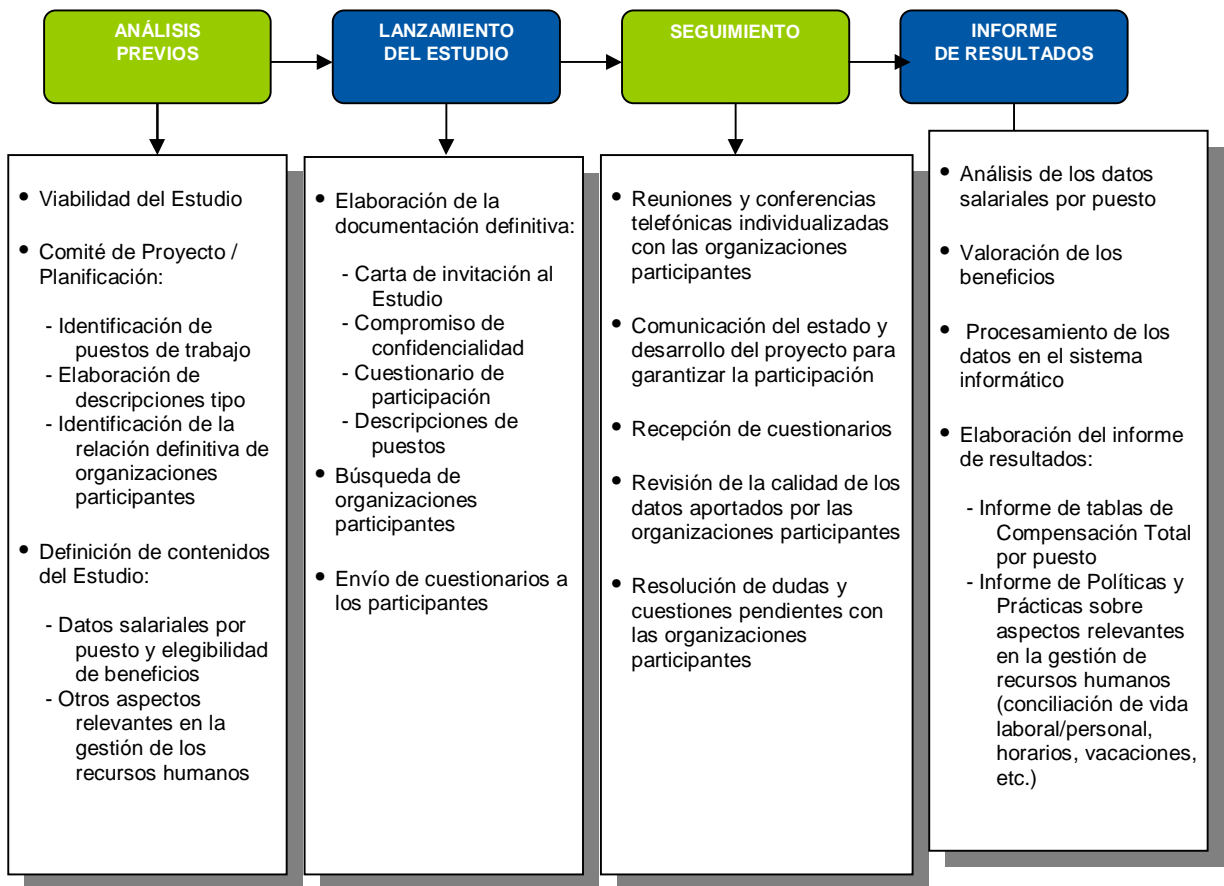 ANÁLISIS
PREVIOS
LANZAMIENTO
DEL ESTUDIO
SEGUIMIENTO
INFORME
DE RESULTADOS
• Viabilidad del Estudio
• Comité de Proyecto /
Planificación:
- Identificación de
puestos de trabajo
- Elaboración de
descripciones tipo
- Identificación de la
relación definitiva de
organizaciones
participantes
• Definición de contenidos
del Estudio:
- Datos salariales por
puesto y elegibilidad
de beneficios
- Otros aspectos
relevantes en la
gestión de los
recursos humanos
• Elaboración de la
documentación definitiva:
- Carta de invitación al
Estudio
- Compromiso de
confidencialidad
- Cuestionario de
participación
- Descripciones de
puestos
• Búsqueda de
organizaciones
participantes
• Envío de cuestionarios a
los participantes
• Reuniones y conferencias
telefónicas individualizadas
con las organizaciones
participantes
• Comunicación del estado y
desarrollo del proyecto para
garantizar la participación
• Recepción de cuestionarios
• Revisión de la calidad de los
datos aportados por las
organizaciones participantes
• Resolución de dudas y
cuestiones pendientes con
las organizaciones
participantes
• Análisis de los datos
salariales por puesto
• Valoración de los
beneficios
• Procesamiento de los
datos en el sistema
informático
• Elaboración del informe
de resultados:
- Informe de tablas de
Compensación Total
por puesto
- Informe de Políticas y
Prácticas sobre
aspectos relevantes
en la gestión de
recursos humanos
(conciliación de vida
laboral/personal,
horarios, vacaciones,
etc.)